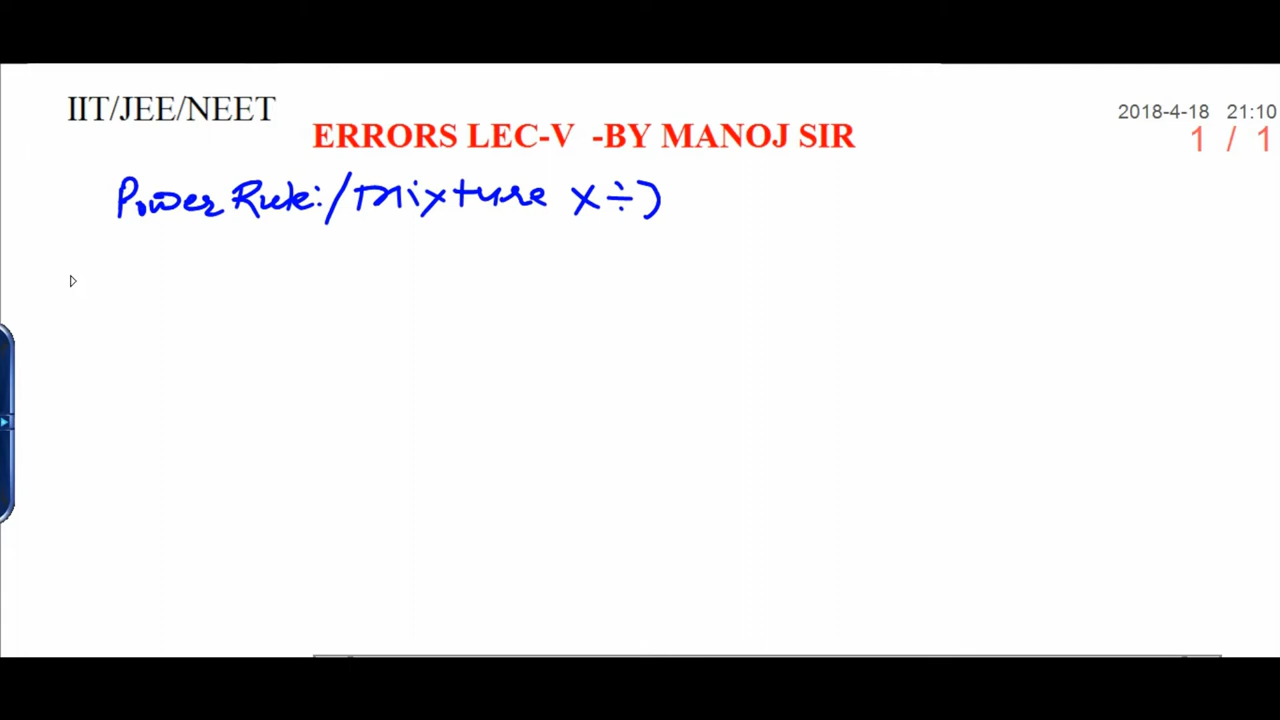 IIT/JEE/NEET
2018-4-18 21:10
ERRORS LEC-V -BY MANOJ SIR
1 / 1
Power Rule:/mixture x ÷)